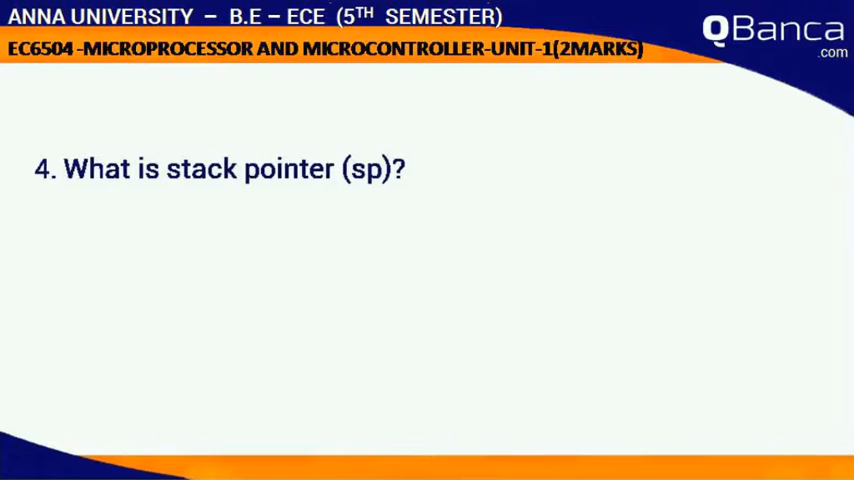 ANNA UNIVERSITY – B.E – ECE (5TH SEMESTER)
EC6504 -MICROPROCESSOR AND MICROCONTROLLER-UNIT-1(2MARKS)
QBanca
.com
4. What is stack pointer (sp)?